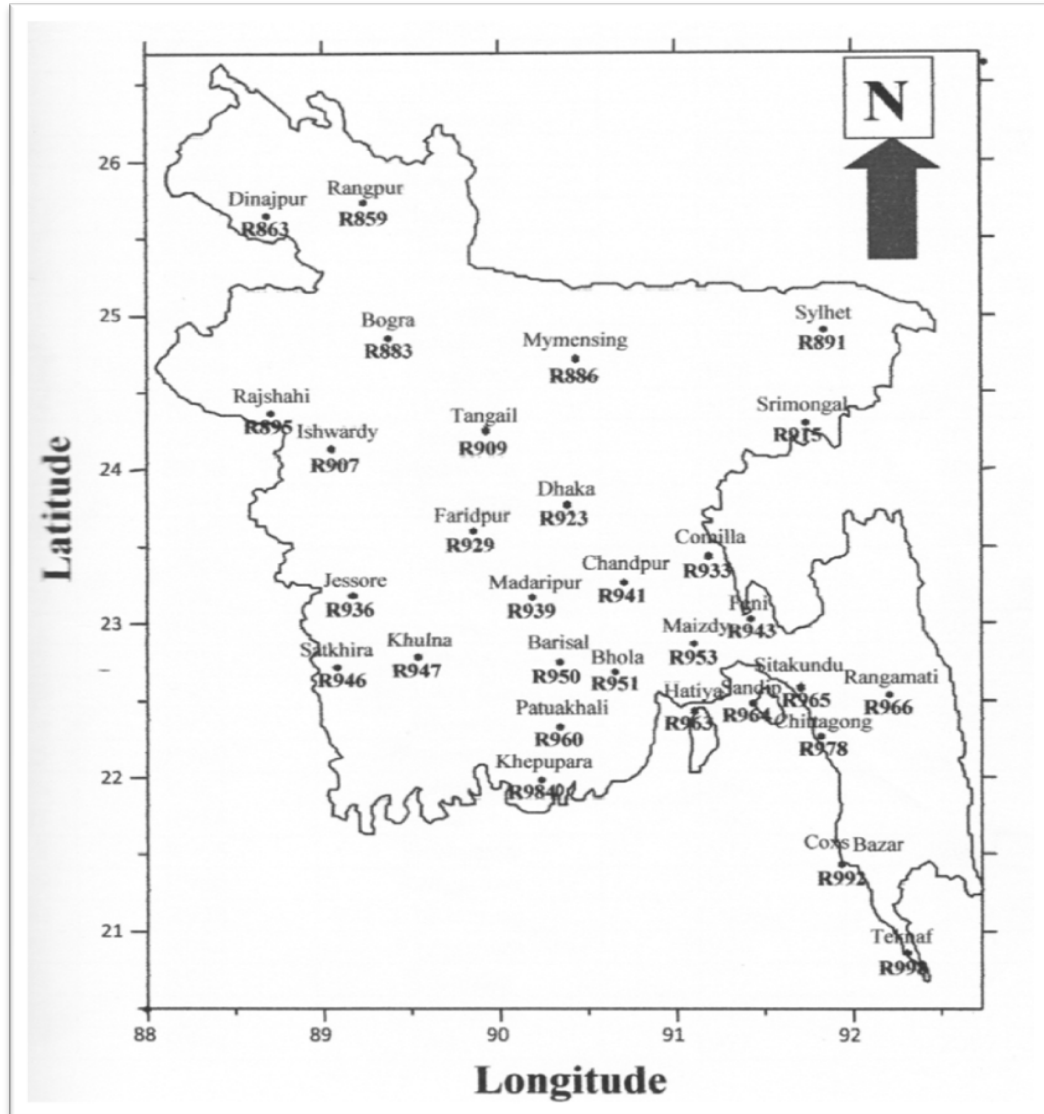 N
26
Dinajpur
R863
Rangpur
R859
25
Bogra
R883
Mymensing
R886
Sylhet
R891
Rajshahi
R895
Ishwardy
R907
Tangail
R909
Srimongal
R915
24
Dhaka
R923
Faridpur
R929
Comilla
R933
Chandpur
R941
Jessore
R936
Madaripur
R939
Feni
R943
23
Maizdy
R953
Satkhira
R946
Khulna
R947
Barisal
R950
Bhola
R951
Hatiya
R963
Sandip
R964
Sitakundu
R965
Rangamati
R966
Patuakhali
R960
Chittagong
R978
22
Khepupara
R984
Coxs Bazar
R992
21
Teknaf
R998
88 89 90 91 92
Longitude
Latitude